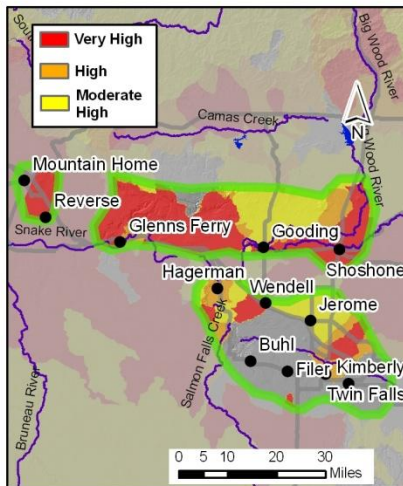 Very High
High
Moderate
High
Sou
Big Wood River
Camas Creek
N
Wood River
Mountain Home
Reverse
Snake River
Glenns Ferry
Gooding
Shoshone
Hagerman
Wendell
Jerome
Salmon Falls Creek
Buhl
Filer
Kimberly
Twin Falls
Bruneau River
0 5 10 20 30
Miles